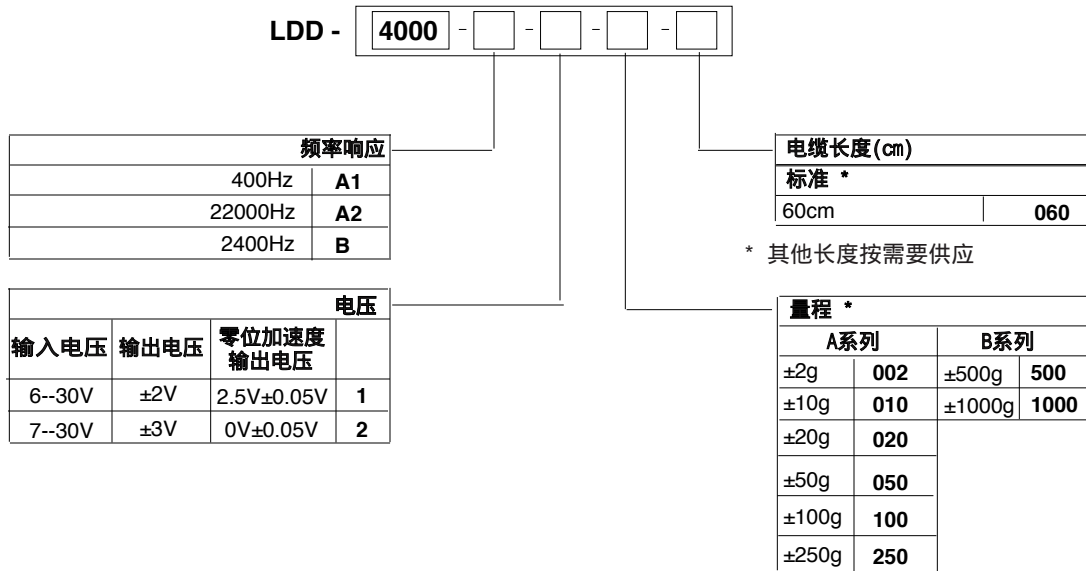 LDD - 4000 - - - -
频率响应
400Hz A1
22000Hz A2
2400Hz B
电压
输入电压 输出电压 零位加速度输出电压
6--30V ±2V 2.5V±0.05V 1
7--30V ±3V 0V±0.05V 2
电缆长度(cm)
标准 *
60cm 060
* 其他长度按需要供应
量程 *
A系列 B系列
±2g 002 ±500g 500
±10g 010 ±1000g 1000
±20g 020
±50g 050
±100g 100
±250g 250